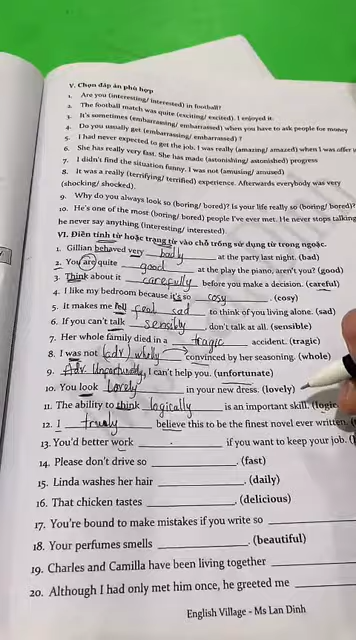 V. Chọn đáp án phù hợp
1. Are you (interesting/ interested) in football?
2. The football match was quite (exciting/ excited). I enjoyed it.
3. It's sometimes (embarrassing/ embarrassed) when you have to ask people for money
4. Do you usually get (embarrassing/ embarrassed) ?
5. I had never expected to get the job. I was really (amazing/ amazed) when I was offer
6. She has really very fast. She has made (astonishing/ astonished) progress
7. I didn't find the situation funny. I was not (amusing/ amused)
8. It was a really (terrifying/ terrified) experience. Afterwards everybody was very
(shocking/ shocked).
9. Why do you always look so (boring/ bored)? Is your life really so (boring/ bored)?
10. He's one of the most (boring/ bored) people I've ever met. He never stops talking
he never say anything (interesting/ interested).
VI. Điền tính từ hoặc trạng từ vào chỗ trống sử dụng từ trong ngoặc.
1. Gillian behaved very badly at the party last night. (bad)
2. You are quite good at the play the piano, aren't you? (good)
3. Think about it carefully before you make a decision. (careful)
4. I like my bedroom because it's so cosy. (cosy)
5. It makes me feel sad to think of you living alone. (sad)
6. If you can't talk sensibly, don't talk at all. (sensible)
7. Her whole family died in a tragic accident. (tragic)
8. I was not (adv) wholly convinced by her seasoning. (whole)
9. Adv. Unfortunately, I can't help you. (unfortunate)
10. You look lovely in your new dress. (lovely)
11. The ability to think logically is an important skill. (logic
12. I truely believe this to be the finest novel ever written. (
13. You'd better work if you want to keep your job. (
14. Please don't drive so . (fast)
15. Linda washes her hair . (daily)
16. That chicken tastes . (delicious)
17. You're bound to make mistakes if you write so
18. Your perfumes smells . (beautiful)
19. Charles and Camilla have been living together
20. Although I had only met him once, he greeted me
English Village - Ms Lan Dinh